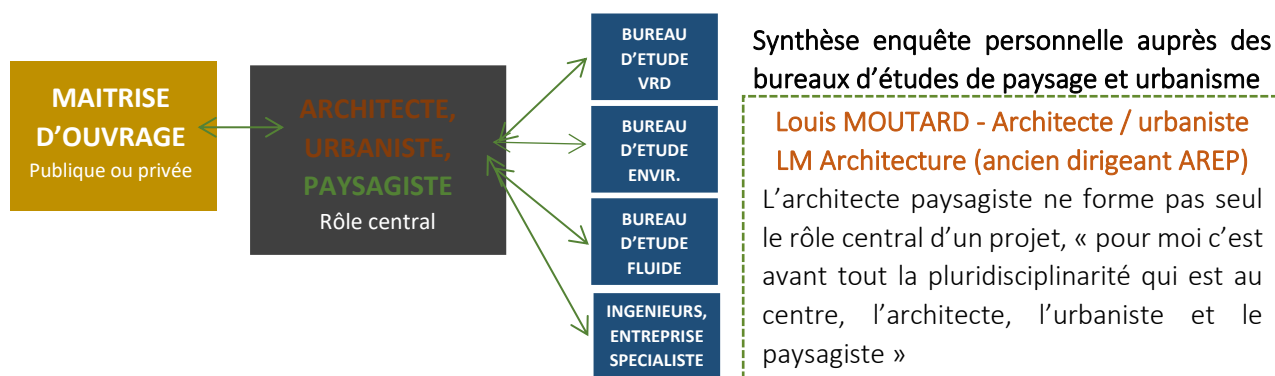 MAITRISE
D'OUVRAGE
Publique ou privée
ARCHITECTE,
URBANISTE,
PAYSAGISTE
Rôle central
BUREAU
D'ETUDE
VRD
BUREAU
D'ETUDE
ENVIR.
BUREAU
D'ETUDE
FLUIDE
INGENIEURS,
ENTREPRISE
SPECIALISTE
Synthèse enquête personnelle auprès des
bureaux d'études de paysage et urbanisme
Louis MOUTARD - Architecte / urbaniste
LM Architecture (ancien dirigeant AREP)
L'architecte paysagiste ne forme pas seul
le rôle central d'un projet, « pour moi c'est
avant tout la pluridisciplinarité qui est au
centre, l'architecte, l'urbaniste et le
paysagiste »